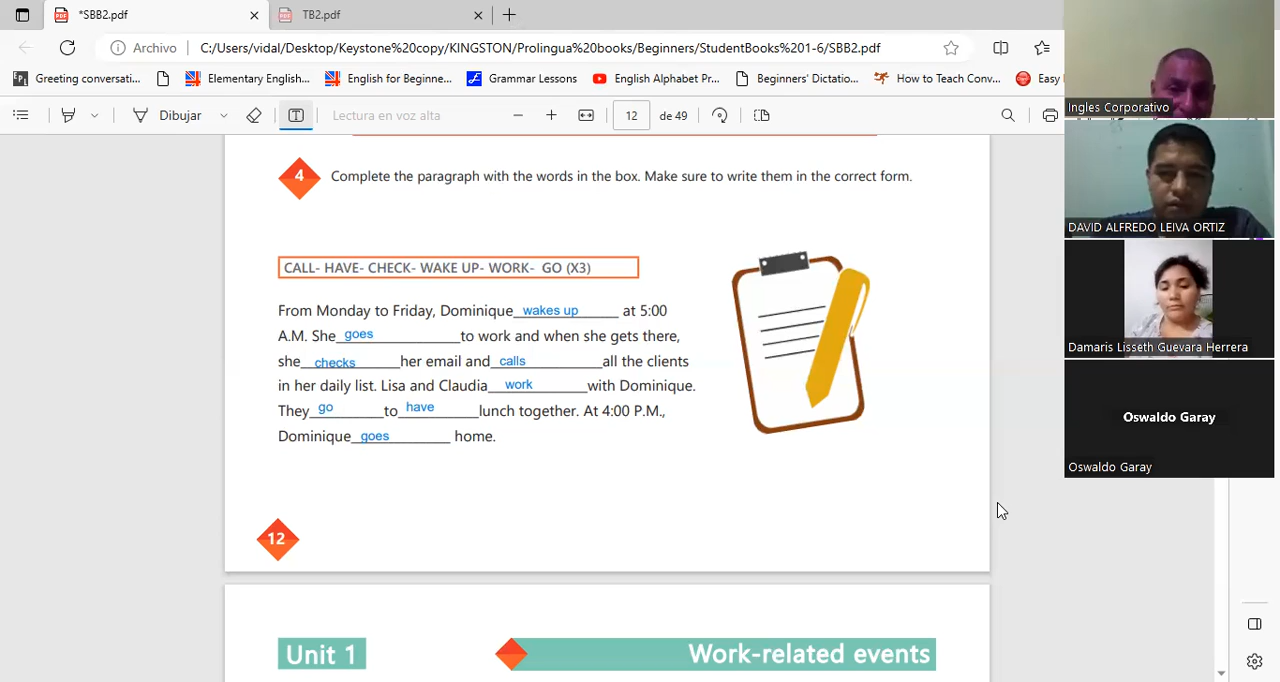 *SBB2.pdf
TB2.pdf
Archivo
C:/Users/vidal/Desktop/Keystone%20copy/KINGSTON/Prolingua%20books/Beginners/StudentBooks%201-6/SBB2.pdf
Greeting conversati...
Elementary English...
English for Beginne...
Grammar Lessons
English Alphabet Pr...
Beginners' Dictatio...
How to Teach Conv...
Easy
Dibujar
Lectura en voz alta
12
de 49
4
Complete the paragraph with the words in the box. Make sure to write them in the correct form.
CALL- HAVE- CHECK- WAKE UP- WORK- GO (X3)
From Monday to Friday, Dominique wakes up at 5:00
A.M. She goes to work and when she gets there,
she checks her email and calls all the clients
in her daily list. Lisa and Claudia work with Dominique.
They go to have lunch together. At 4:00 P.M.,
Dominique goes home.
12
Unit 1
Work-related events
Ingles Corporativo
DAVID ALFREDO LEIVA ORTIZ
Damaris Lisseth Guevara Herrera
Oswaldo Garay
Oswaldo Garay